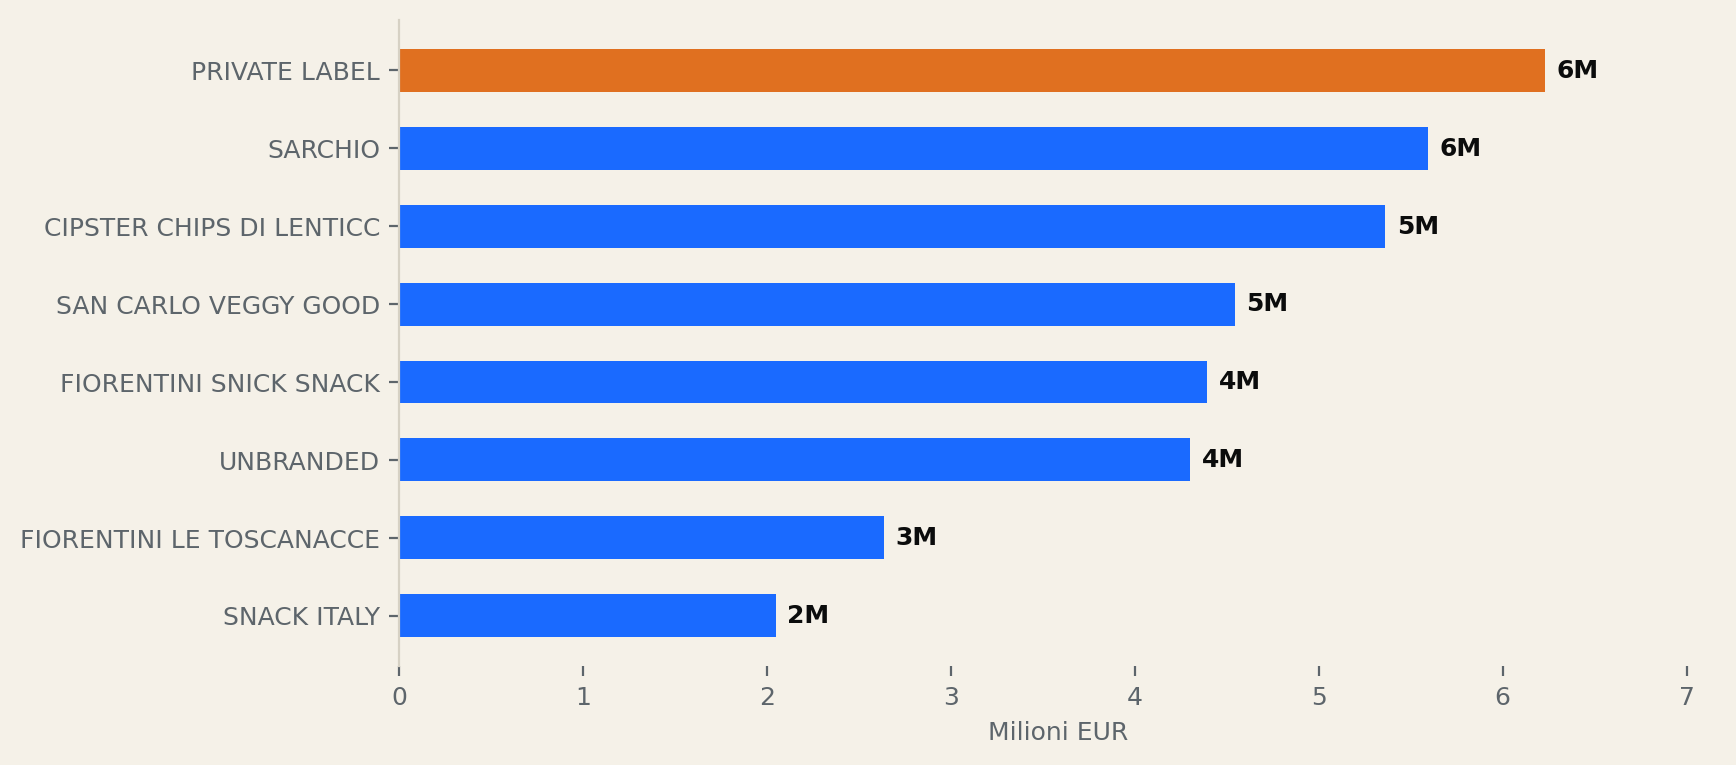 PRIVATE LABEL 6M
SARCHIO 6M
CIPSTER CHIPS DI LENTICC 5M
SAN CARLO VEGGY GOOD 5M
FIORENTINI SNICK SNACK 4M
UNBRANDED 4M
FIORENTINI LE TOSCANACCE 3M
SNACK ITALY 2M
0 1 2 3 4 5 6 7
Milioni EUR